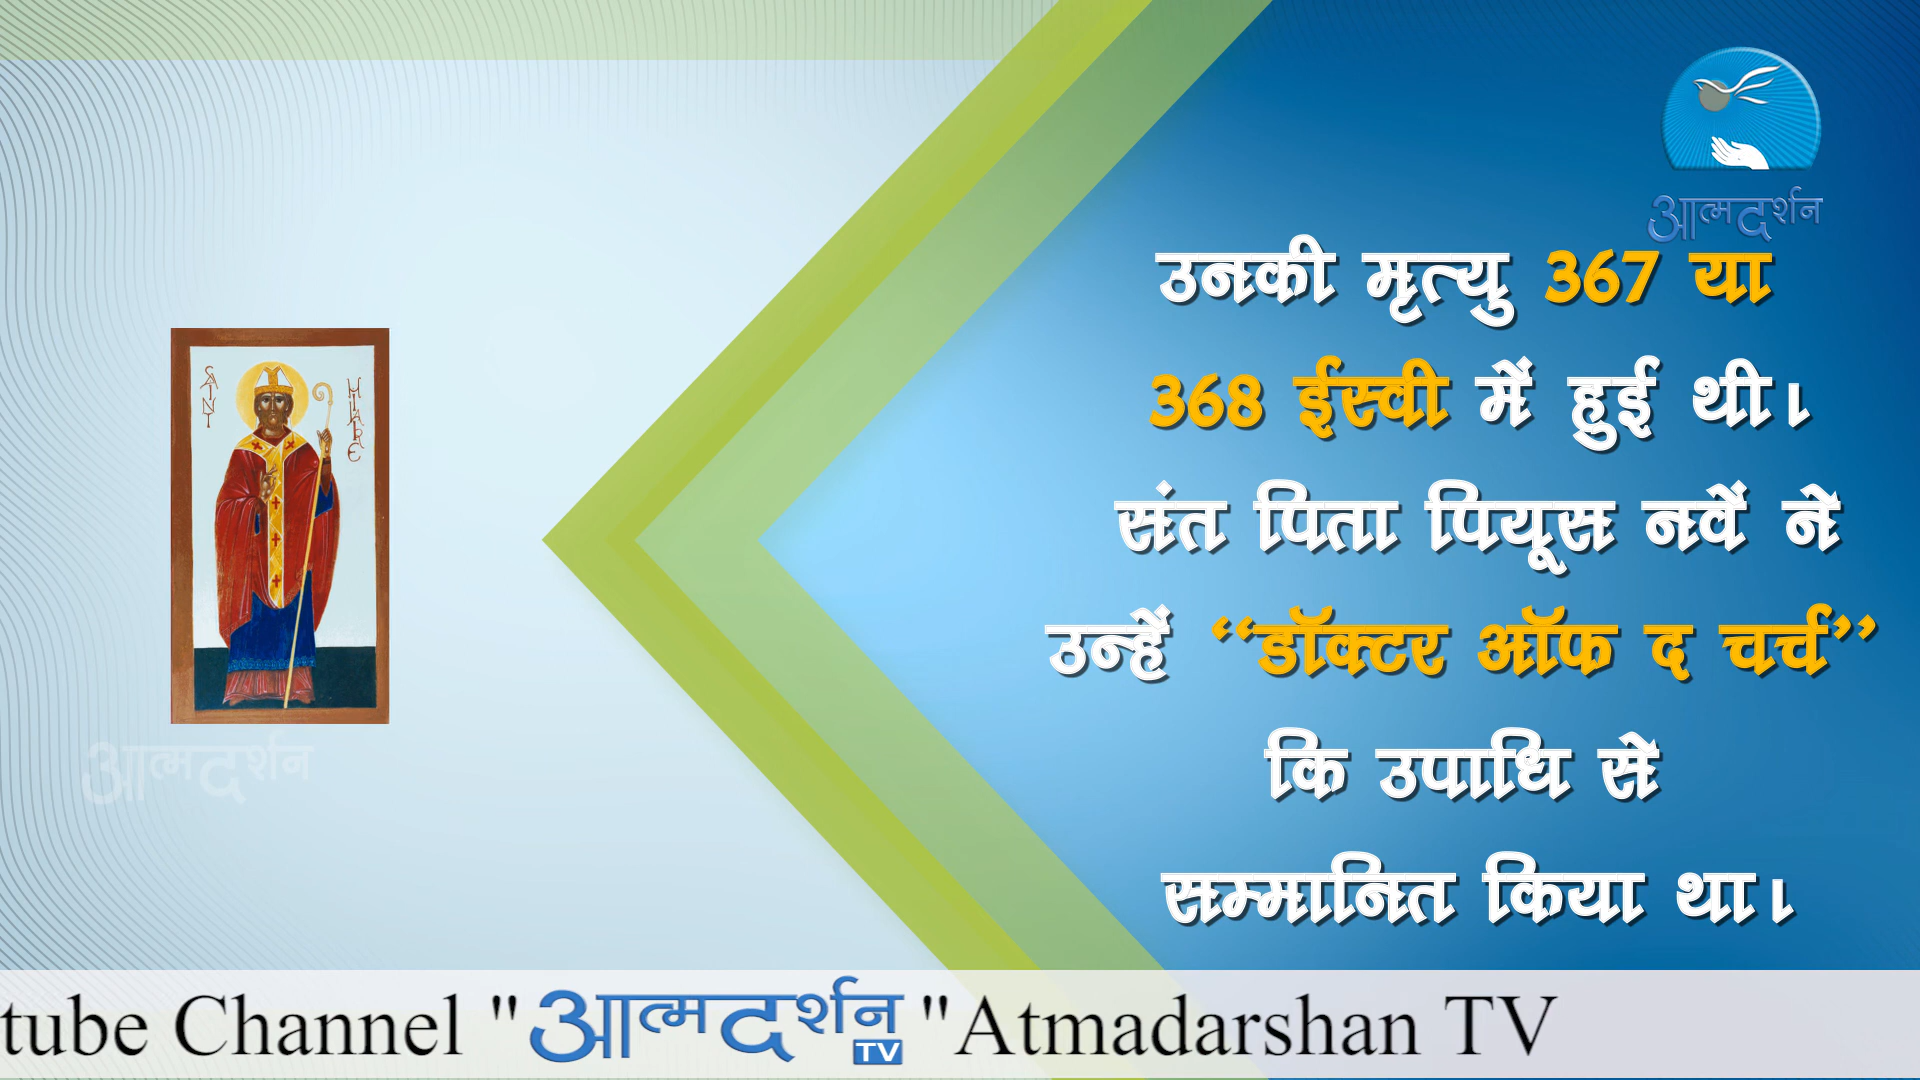 आत्मदर्शन
उनकी मृत्यु 367 या
368 ईस्वी में हुई थी।
संत पिता पियूस नवें ने
उन्हें “डॉक्टर ऑफ द चर्च”
कि उपाधि से
सम्मानित किया था।
SAINT
HILAIRE
आत्मदर्शन
tube Channel "आत्मदर्शन TV "Atmadarshan TV